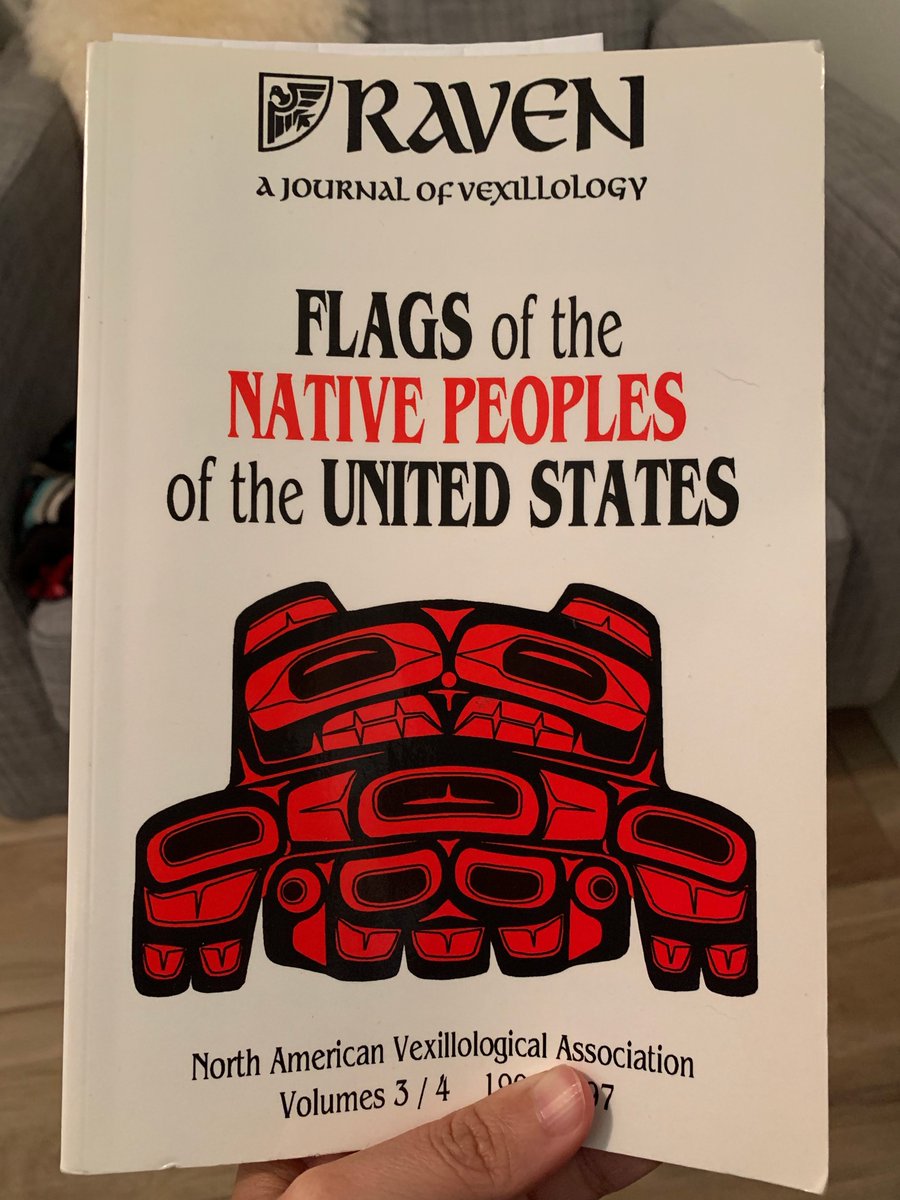 RAVEN
A JOURNAL OF VEXILLOLOGY
FLAGS of the
NATIVE PEOPLES
of the UNITED STATES
North American Vexillological Association
Volumes 3 / 4 97